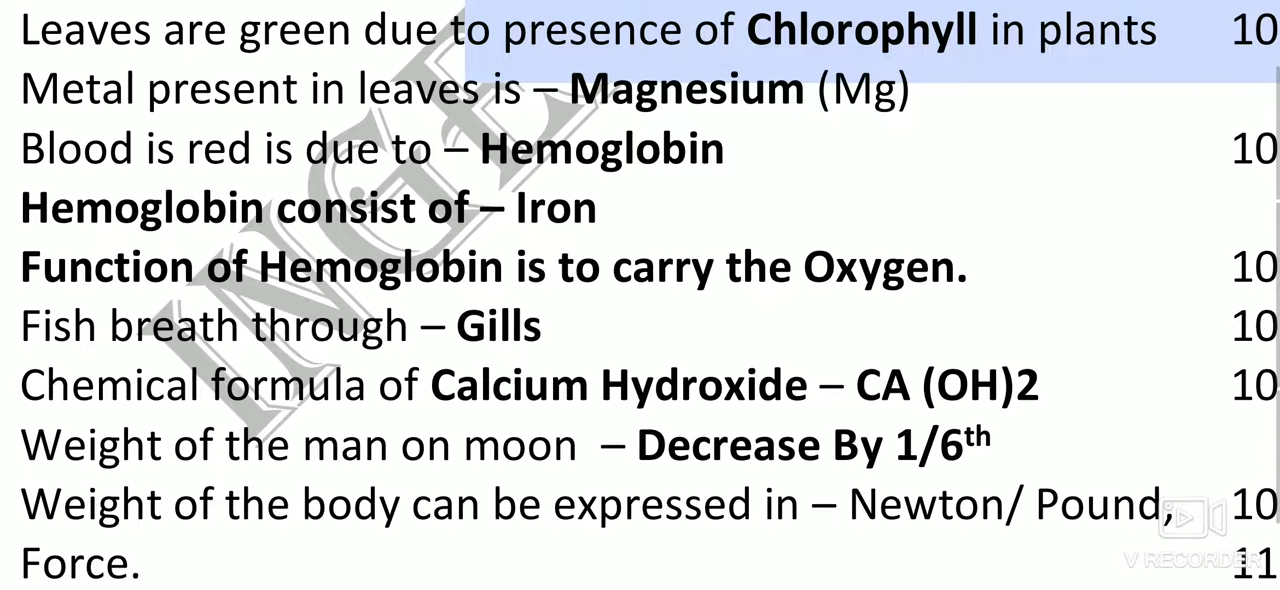 Leaves are green due to presence of Chlorophyll in plants 10
Metal present in leaves is – Magnesium (Mg)
Blood is red is due to – Hemoglobin 10
Hemoglobin consist of – Iron
Function of Hemoglobin is to carry the Oxygen. 10
Fish breath through – Gills 10
Chemical formula of Calcium Hydroxide – CA (OH)2 10
Weight of the man on moon – Decrease By 1/6th
Weight of the body can be expressed in – Newton/ Pound, 10
Force. 11
V RECORDER